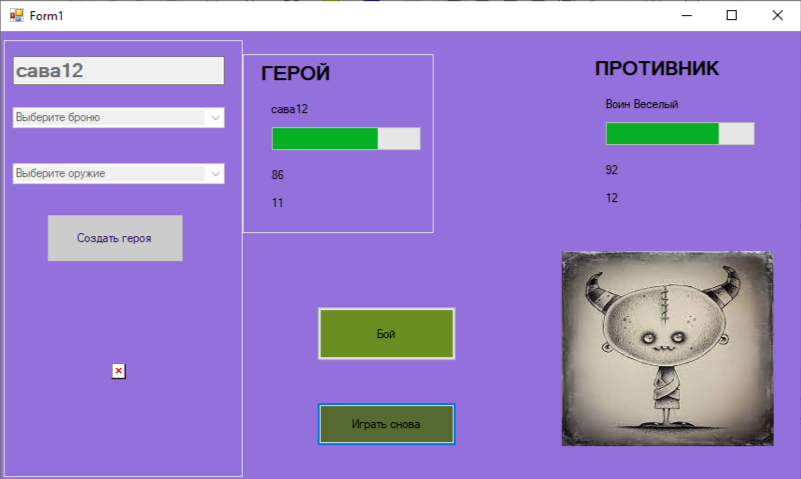 Form1
сава12
Выберите броню
Выберите оружие
Создать героя
ГЕРОЙ
сава12
86
11
ПРОТИВНИК
Воин Веселый
92
12
Бой
Играть снова